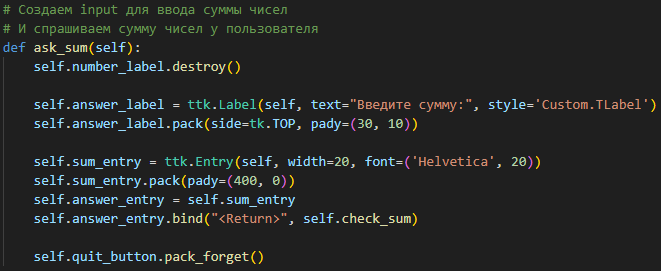 # Создаем input для ввода суммы чисел
# И спрашиваем сумму чисел у пользователя
def ask_sum(self):
    self.number_label.destroy()

    self.answer_label = ttk.Label(self, text="Введите сумму:", style='Custom.TLabel')
    self.answer_label.pack(side=tk.TOP, pady=(30, 10))

    self.sum_entry = ttk.Entry(self, width=20, font=('Helvetica', 20))
    self.sum_entry.pack(pady=(400, 0))
    self.answer_entry = self.sum_entry
    self.answer_entry.bind("<Return>", self.check_sum)

    self.quit_button.pack_forget()